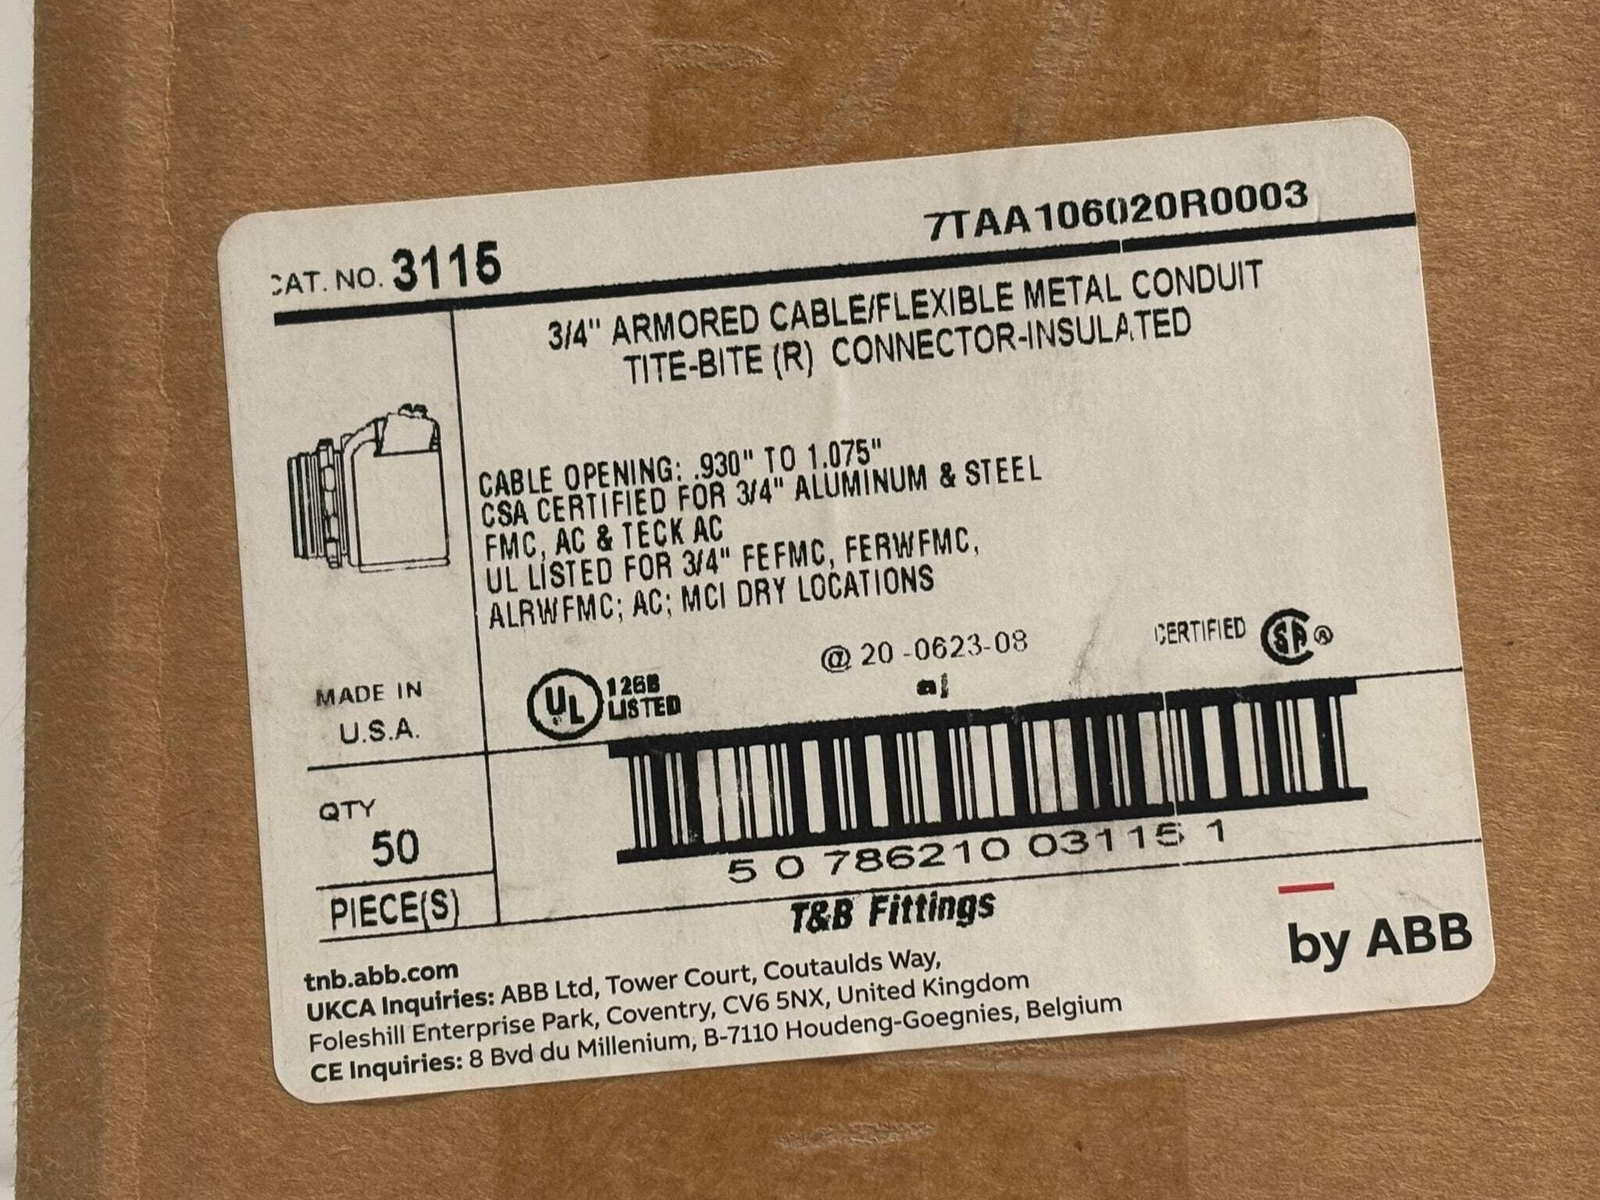 CAT. NO. 3115
7TAA106020R0003
3/4" ARMORED CABLE/FLEXIBLE METAL CONDUIT
TITE-BITE (R) CONNECTOR-INSULATED
CABLE OPENING: .930" TO 1.075"
CSA CERTIFIED FOR 3/4" ALUMINUM & STEEL
FMC, AC & TECK AC
UL LISTED FOR 3/4" FEFMC, FERWFMC,
ALRWFMC; AC; MCI DRY LOCATIONS
@ 20-0623-08
aj
CERTIFIED SA ®
MADE IN
U.S.A.
UL 126B
LISTED
QTY
50
PIECE(S)
5 0 786210 03115 1
T&B Fittings
by ABB
tnb.abb.com
UKCA Inquiries: ABB Ltd, Tower Court, Coutaulds Way,
Foleshill Enterprise Park, Coventry, CV6 5NX, United Kingdom
CE Inquiries: 8 Bvd du Millenium, B-7110 Houdeng-Goegnies, Belgium